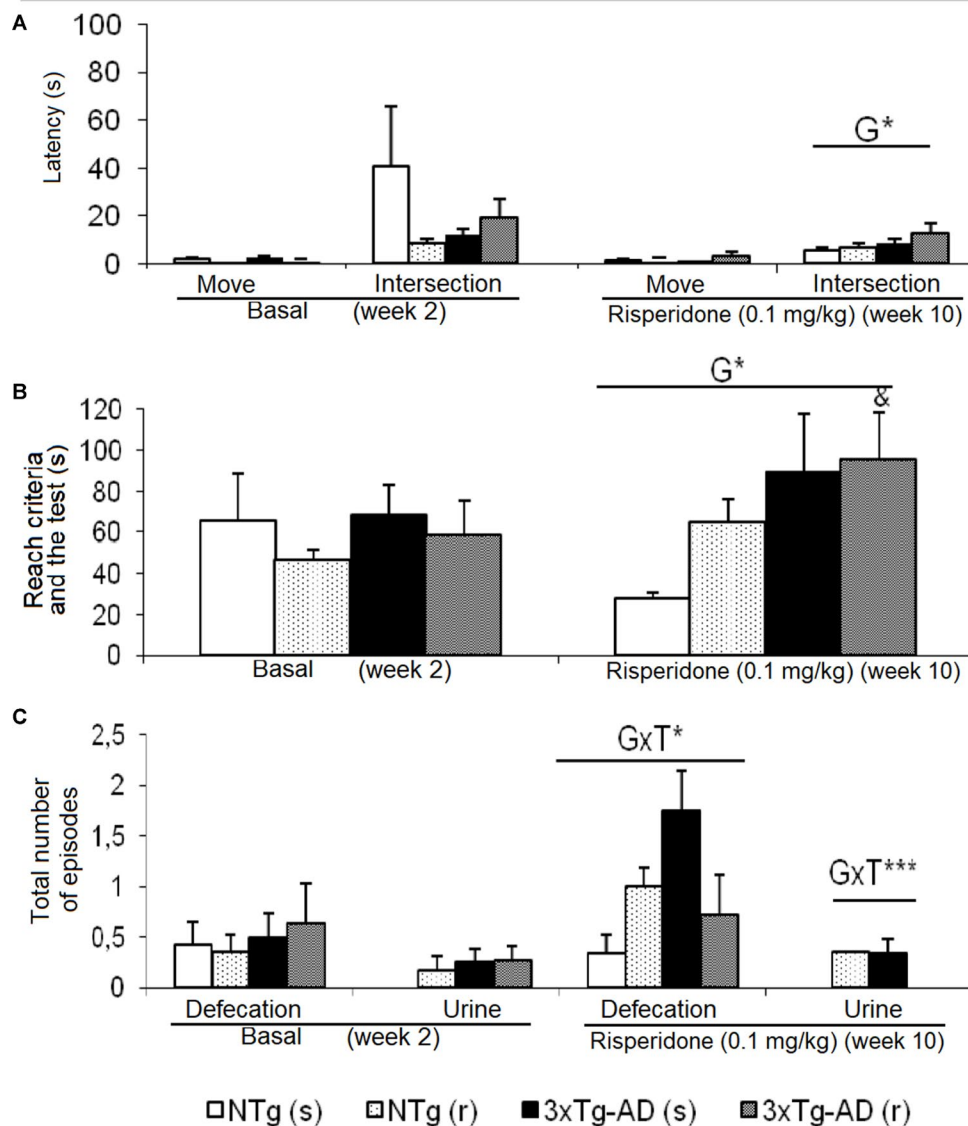 A
100
80
60
40
20
0
Latency (s)
G*
Move Intersection Move Intersection
Basal (week 2) Risperidone (0.1 mg/kg) (week 10)
B
G*
&
120
100
80
60
40
20
0
Reach criteria
and the test (s)
Basal (week 2) Risperidone (0.1 mg/kg) (week 10)
C
2,5
2
1,5
1
0,5
0
Total number
of episodes
GxT*
GxT***
Defecation Urine Defecation Urine
Basal (week 2) Risperidone (0.1 mg/kg) (week 10)
NTg (s) NTg (r) 3xTg-AD (s) 3xTg-AD (r)